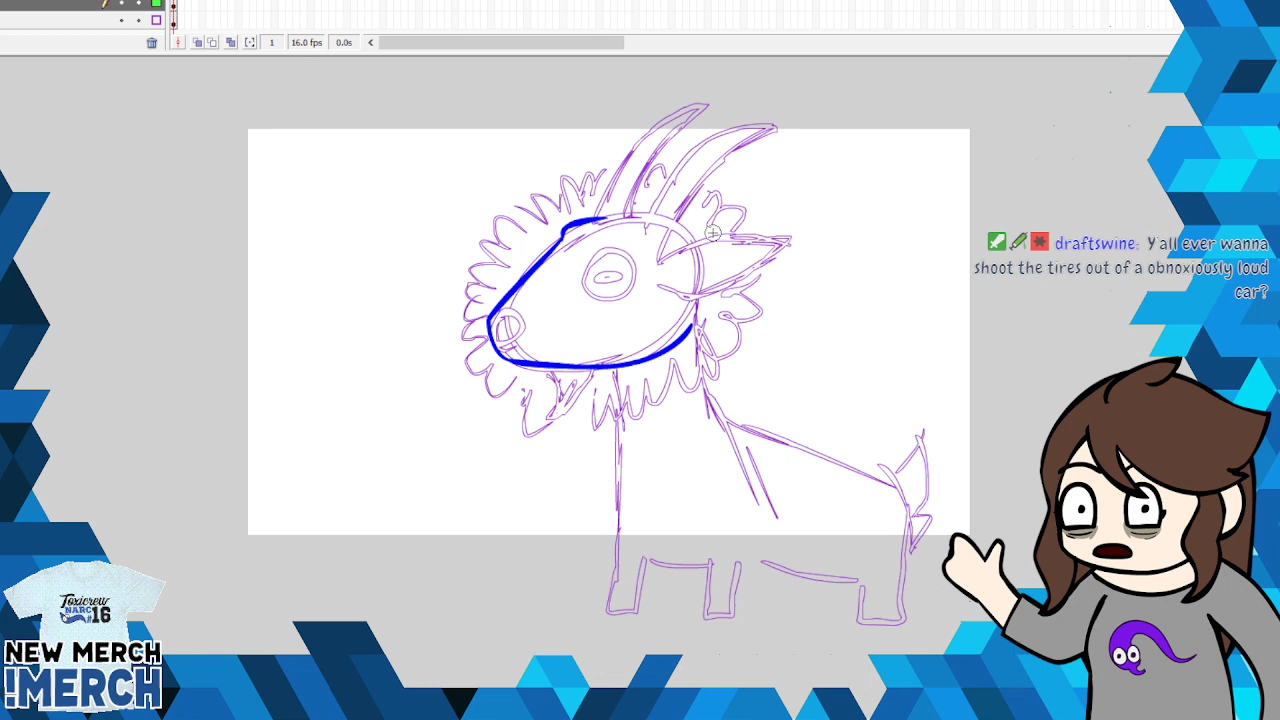 1 16.0 fps 0.0s
draftswine: Y'all ever wanna
shoot the tires out of a obnoxiously loud
car?
Toxicrew
NARC
#16
NEW MERCH
!MERCH